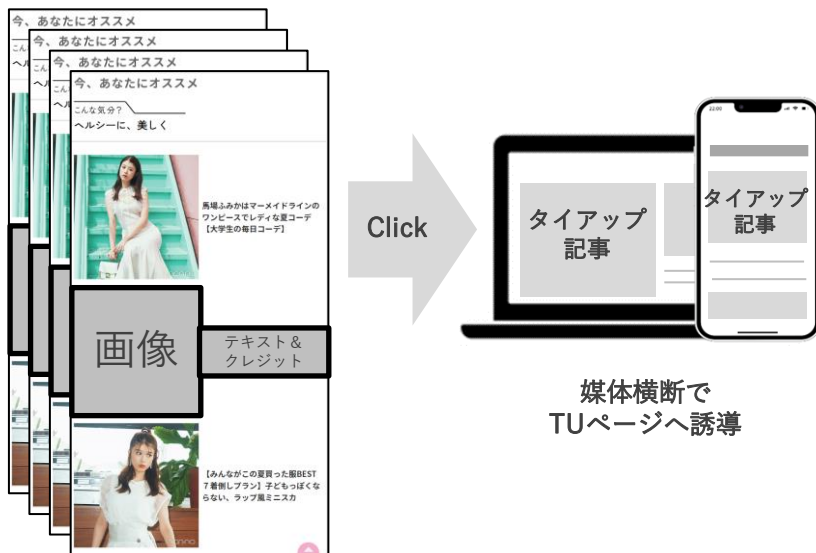 今、あなたにオススメ
今、あなたにオススメ
今、あなたにオススメ
今、あなたにオススメ
こんな気分？
ヘルシーに、美しく
馬場ふみかはマーメイドラインの
ワンピースでレディな夏コーデ
【大学生の毎日コーデ】
画像
テキスト＆
クレジット
【みんながこの夏買った服BEST
７着倒しプラン】子どもっぽくな
らない、ラップ風ミニスカ
Click
タイアップ
記事
タイアップ
記事
媒体横断で
TUページへ誘導